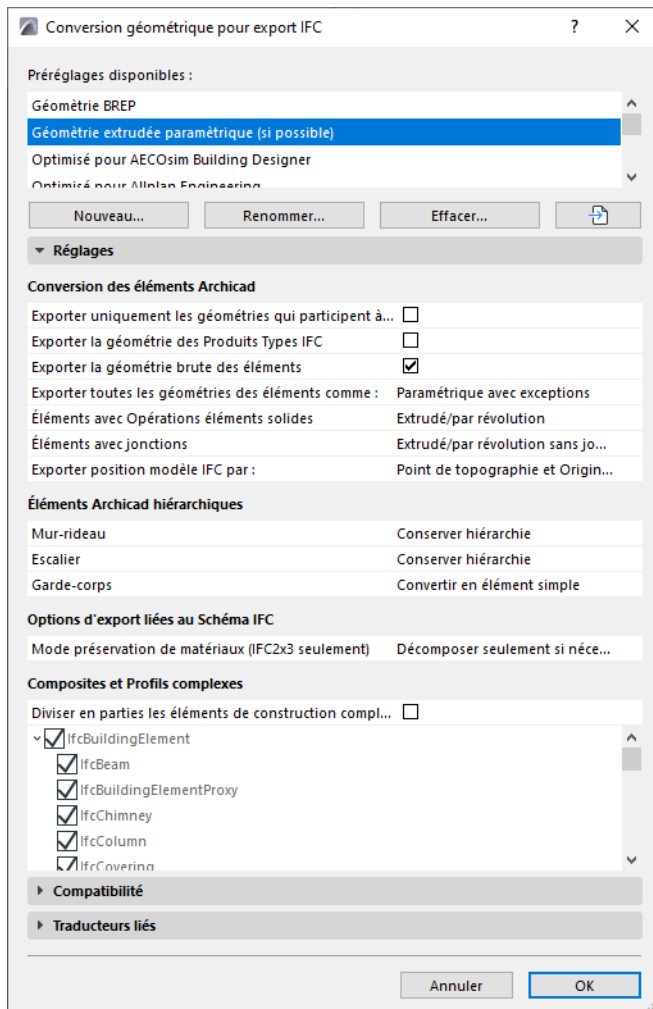 Conversion géométrique pour export IFC
Préréglages disponibles :
Géomètrie BREP
Géomètrie extrudée paramètrique (si possible)
Optimisé pour AECOsim Building Designer
Optimisé pour Allplan Engineering
Nouveau... Renommer... Effacer...
Réglages
Conversion des éléments Archicad
Exporter uniquement les géométries qui participent à...
Exporter la géométrie des Produits Types IFC
Exporter la géométrie brute des éléments
Exporter toutes les géométries des éléments comme : Paramétrique avec exceptions
Éléments avec Opérations éléments solides Extrudé/par révolution
Éléments avec jonctions Extrudé/par révolution sans jo...
Exporter position modèle IFC par : Point de topographie et Origin...
Éléments Archicad hiérarchiques
Mur-rideau Conserver hiérarchie
Escalier Conserver hiérarchie
Garde-corps Convertir en élément simple
Options d'export liées au Schéma IFC
Mode préservation de matériaux (IFC2x3 seulement) Décomposer seulement si néce...
Composites et Profils complexes
Diviser en parties les éléments de construction compl...
IfcBuildingElement
IfcBeam
IfcBuildingElementProxy
IfcChimney
IfcColumn
IfcCovering
Compatibilité
Traducteurs liés
Annuler OK